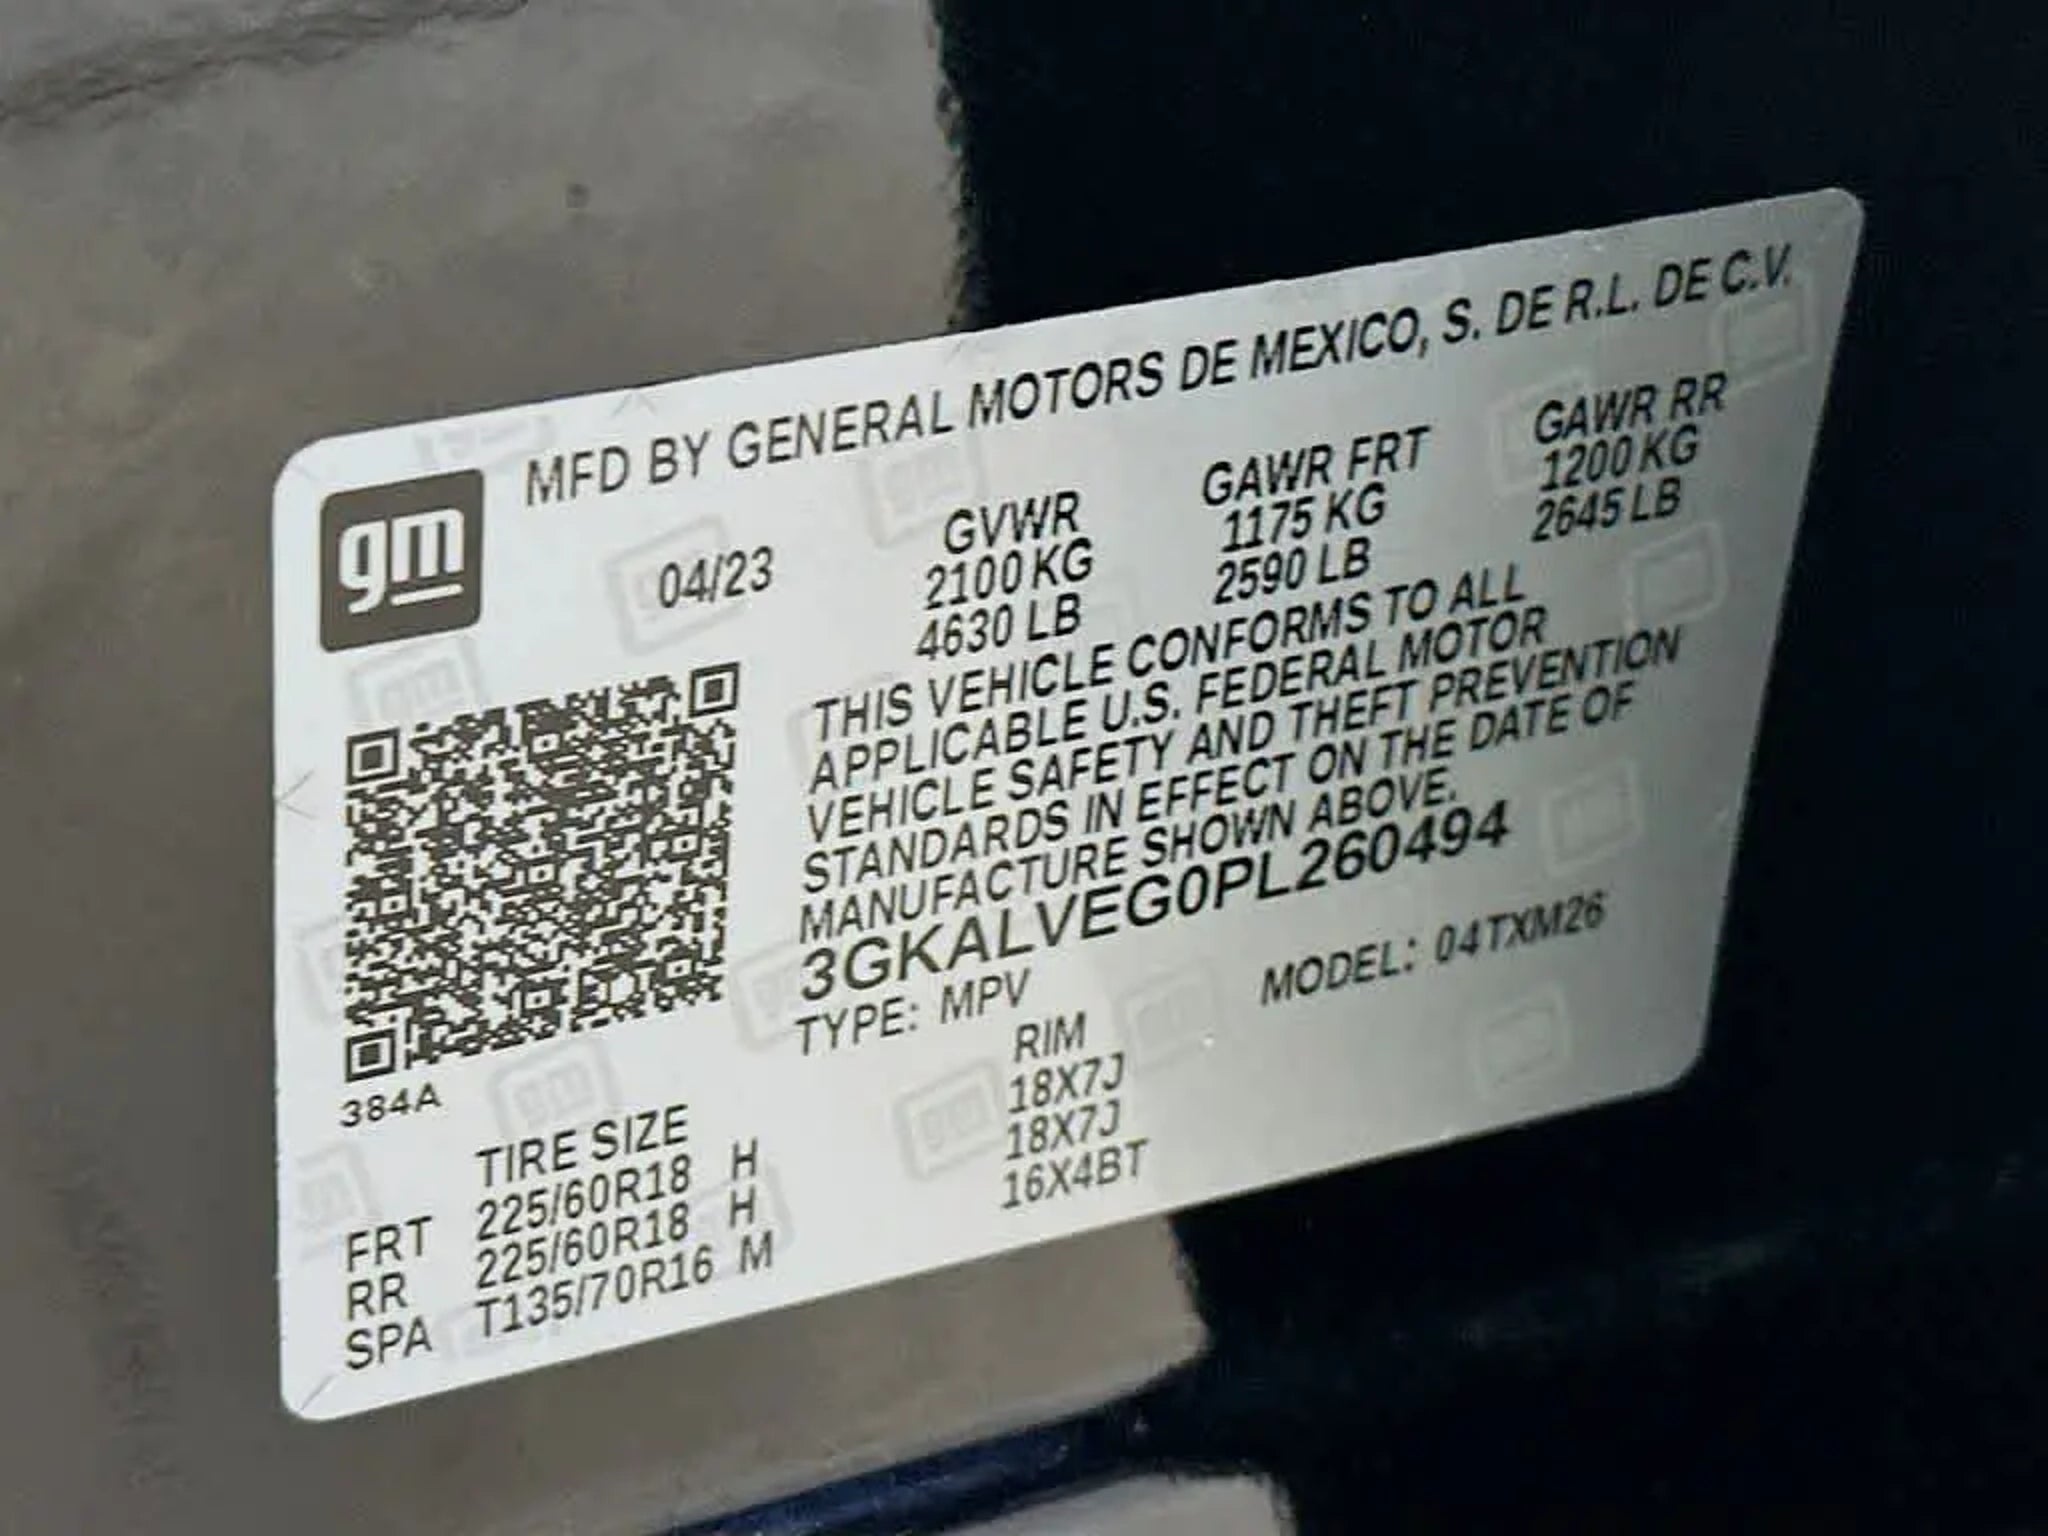 MFD BY GENERAL MOTORS DE MEXICO, S. DE R.L. DE C.V.
gm
04/23
GVWR
2100 KG
4630 LB
GAWR FRT
1175 KG
2590 LB
GAWR RR
1200 KG
2645 LB
THIS VEHICLE CONFORMS TO ALL
APPLICABLE U.S. FEDERAL MOTOR
VEHICLE SAFETY AND THEFT PREVENTION
STANDARDS IN EFFECT ON THE DATE OF
MANUFACTURE SHOWN ABOVE.
3GKALVEG0PL260494
TYPE: MPV
MODEL: 04TXM26
384A
TIRE SIZE RIM
FRT 225/60R18 H 18X7J
RR 225/60R18 H 18X7J
SPA T135/70R16 M 16X4BT